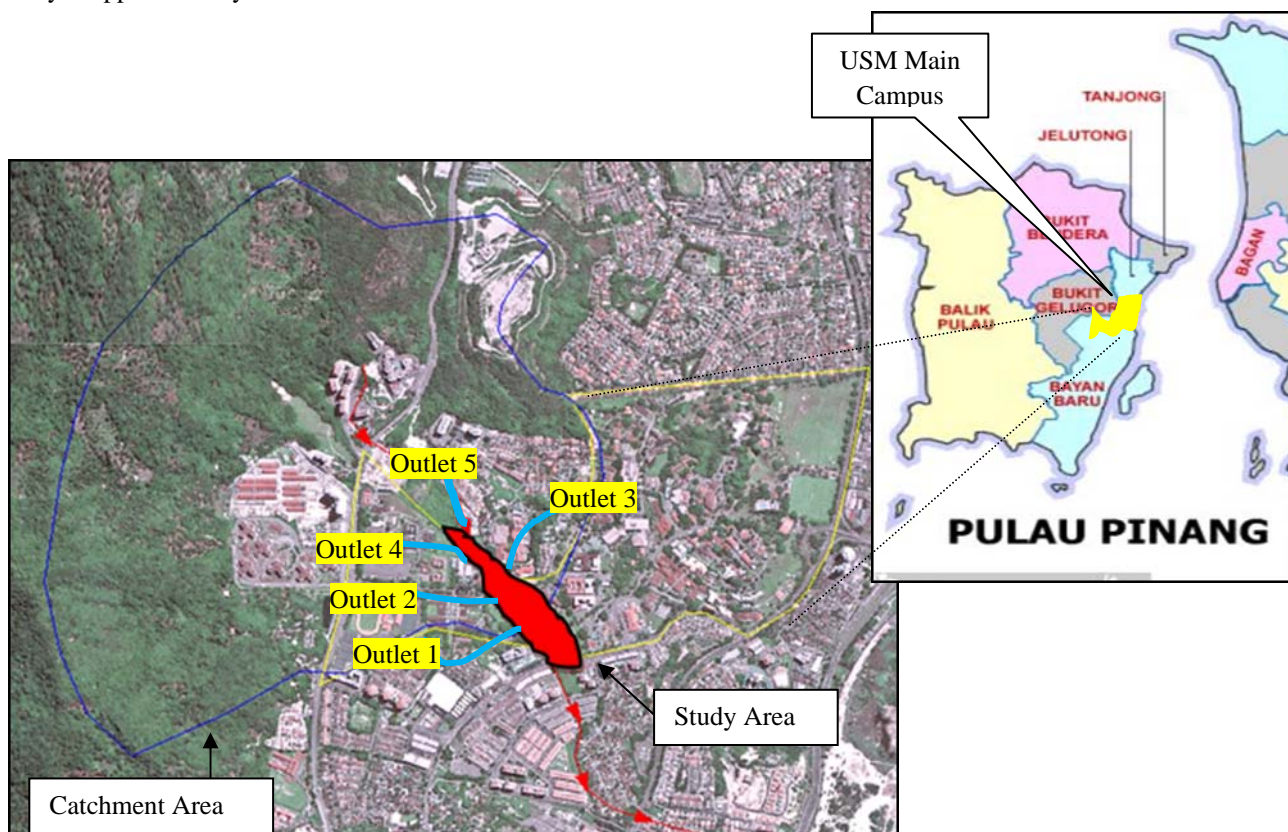 USM Main
Campus
TANJONG
JELUTONG
BUKIT
BENDERA
BAGAN
BUKIT
GELUGOR
BALIK
PULAU
BAYAN
BARU
PULAU PINANG
Outlet 5
Outlet 3
Outlet 4
Outlet 2
Outlet 1
Study Area
Catchment Area